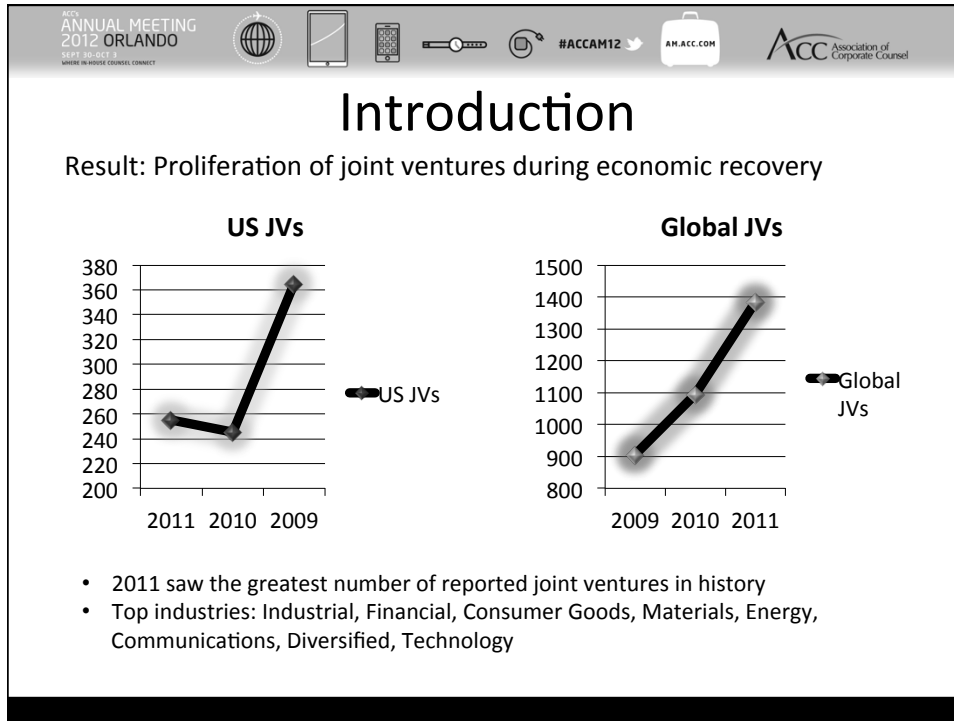 ACC's
ANNUAL MEETING
2012 ORLANDO
SEPT 30-OCT 3
WHERE IN-HOUSE COUNSEL CONNECT
#ACCAM12
AM.ACC.COM
ACC Association of
Corporate Counsel
Introduction
Result: Proliferation of joint ventures during economic recovery
US JVs
380
360
340
320
300
280
260
240
220
200
2011 2010 2009
US JVs
Global JVs
1500
1400
1300
1200
1100
1000
900
800
2009 2010 2011
Global
JVs
• 2011 saw the greatest number of reported joint ventures in history
• Top industries: Industrial, Financial, Consumer Goods, Materials, Energy,
Communications, Diversified, Technology